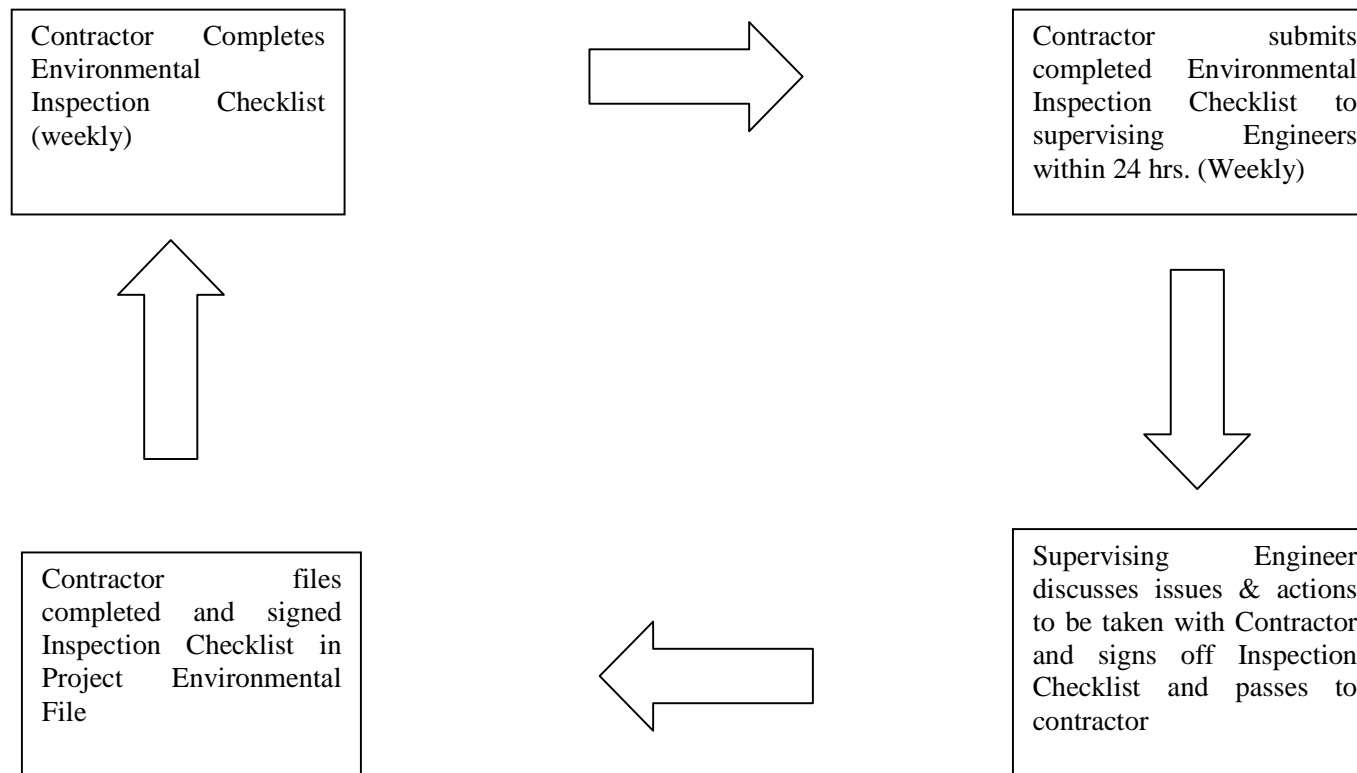 Contractor Completes
Environmental
Inspection Checklist
(weekly)
Contractor submits
completed Environmental
Inspection Checklist to
supervising Engineers
within 24 hrs. (Weekly)
Supervising Engineer
discusses issues & actions
to be taken with Contractor
and signs off Inspection
Checklist and passes to
contractor
Contractor files
completed and signed
Inspection Checklist in
Project Environmental
File